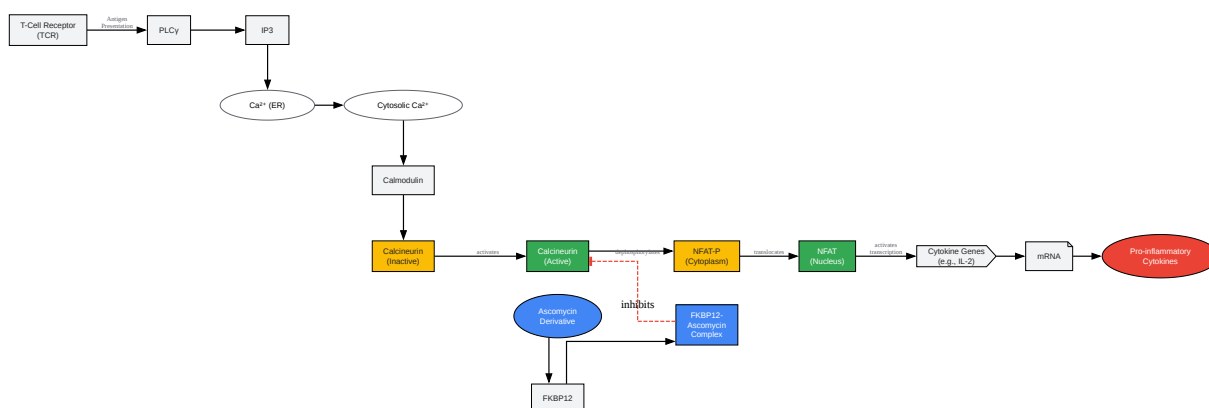 T-Cell Receptor
(TCR)
Antigen
Presentation
PLCγ
IP3
Ca²⁺ (ER)
Cytosolic Ca²⁺
Calmodulin
Calcineurin
(Inactive)
activates
Calcineurin
(Active)
dephosphorylates
NFAT-P
(Cytoplasm)
translocates
NFAT
(Nucleus)
activates
transcription
Cytokine Genes
(e.g., IL-2)
mRNA
Pro-inflammatory
Cytokines
inhibits
Ascomycin
Derivative
FKBP12-
Ascomycin
Complex
FKBP12